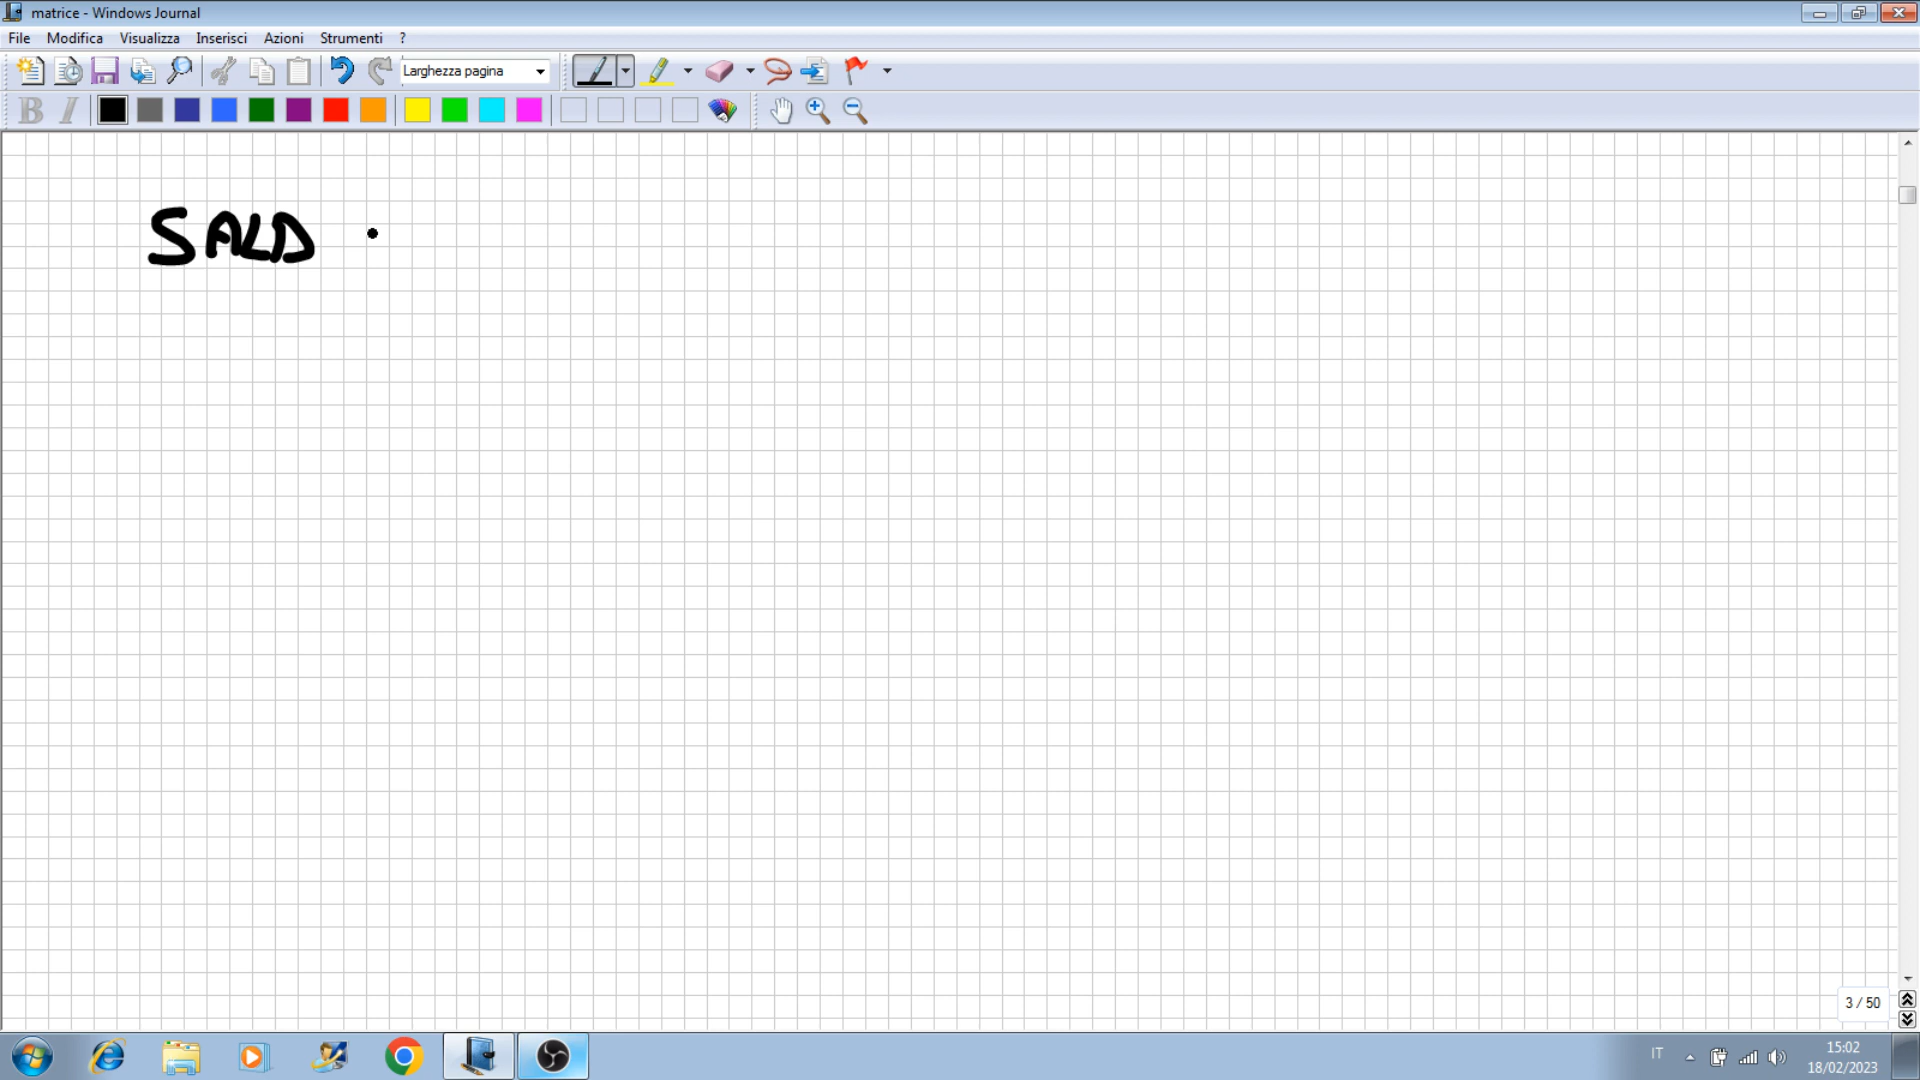 matrice - Windows Journal
File Modifica Visualizza Inserisci Azioni Strumenti ?
Larghezza pagina
B I
SALD
3 / 50
IT 15:02
18/02/2023